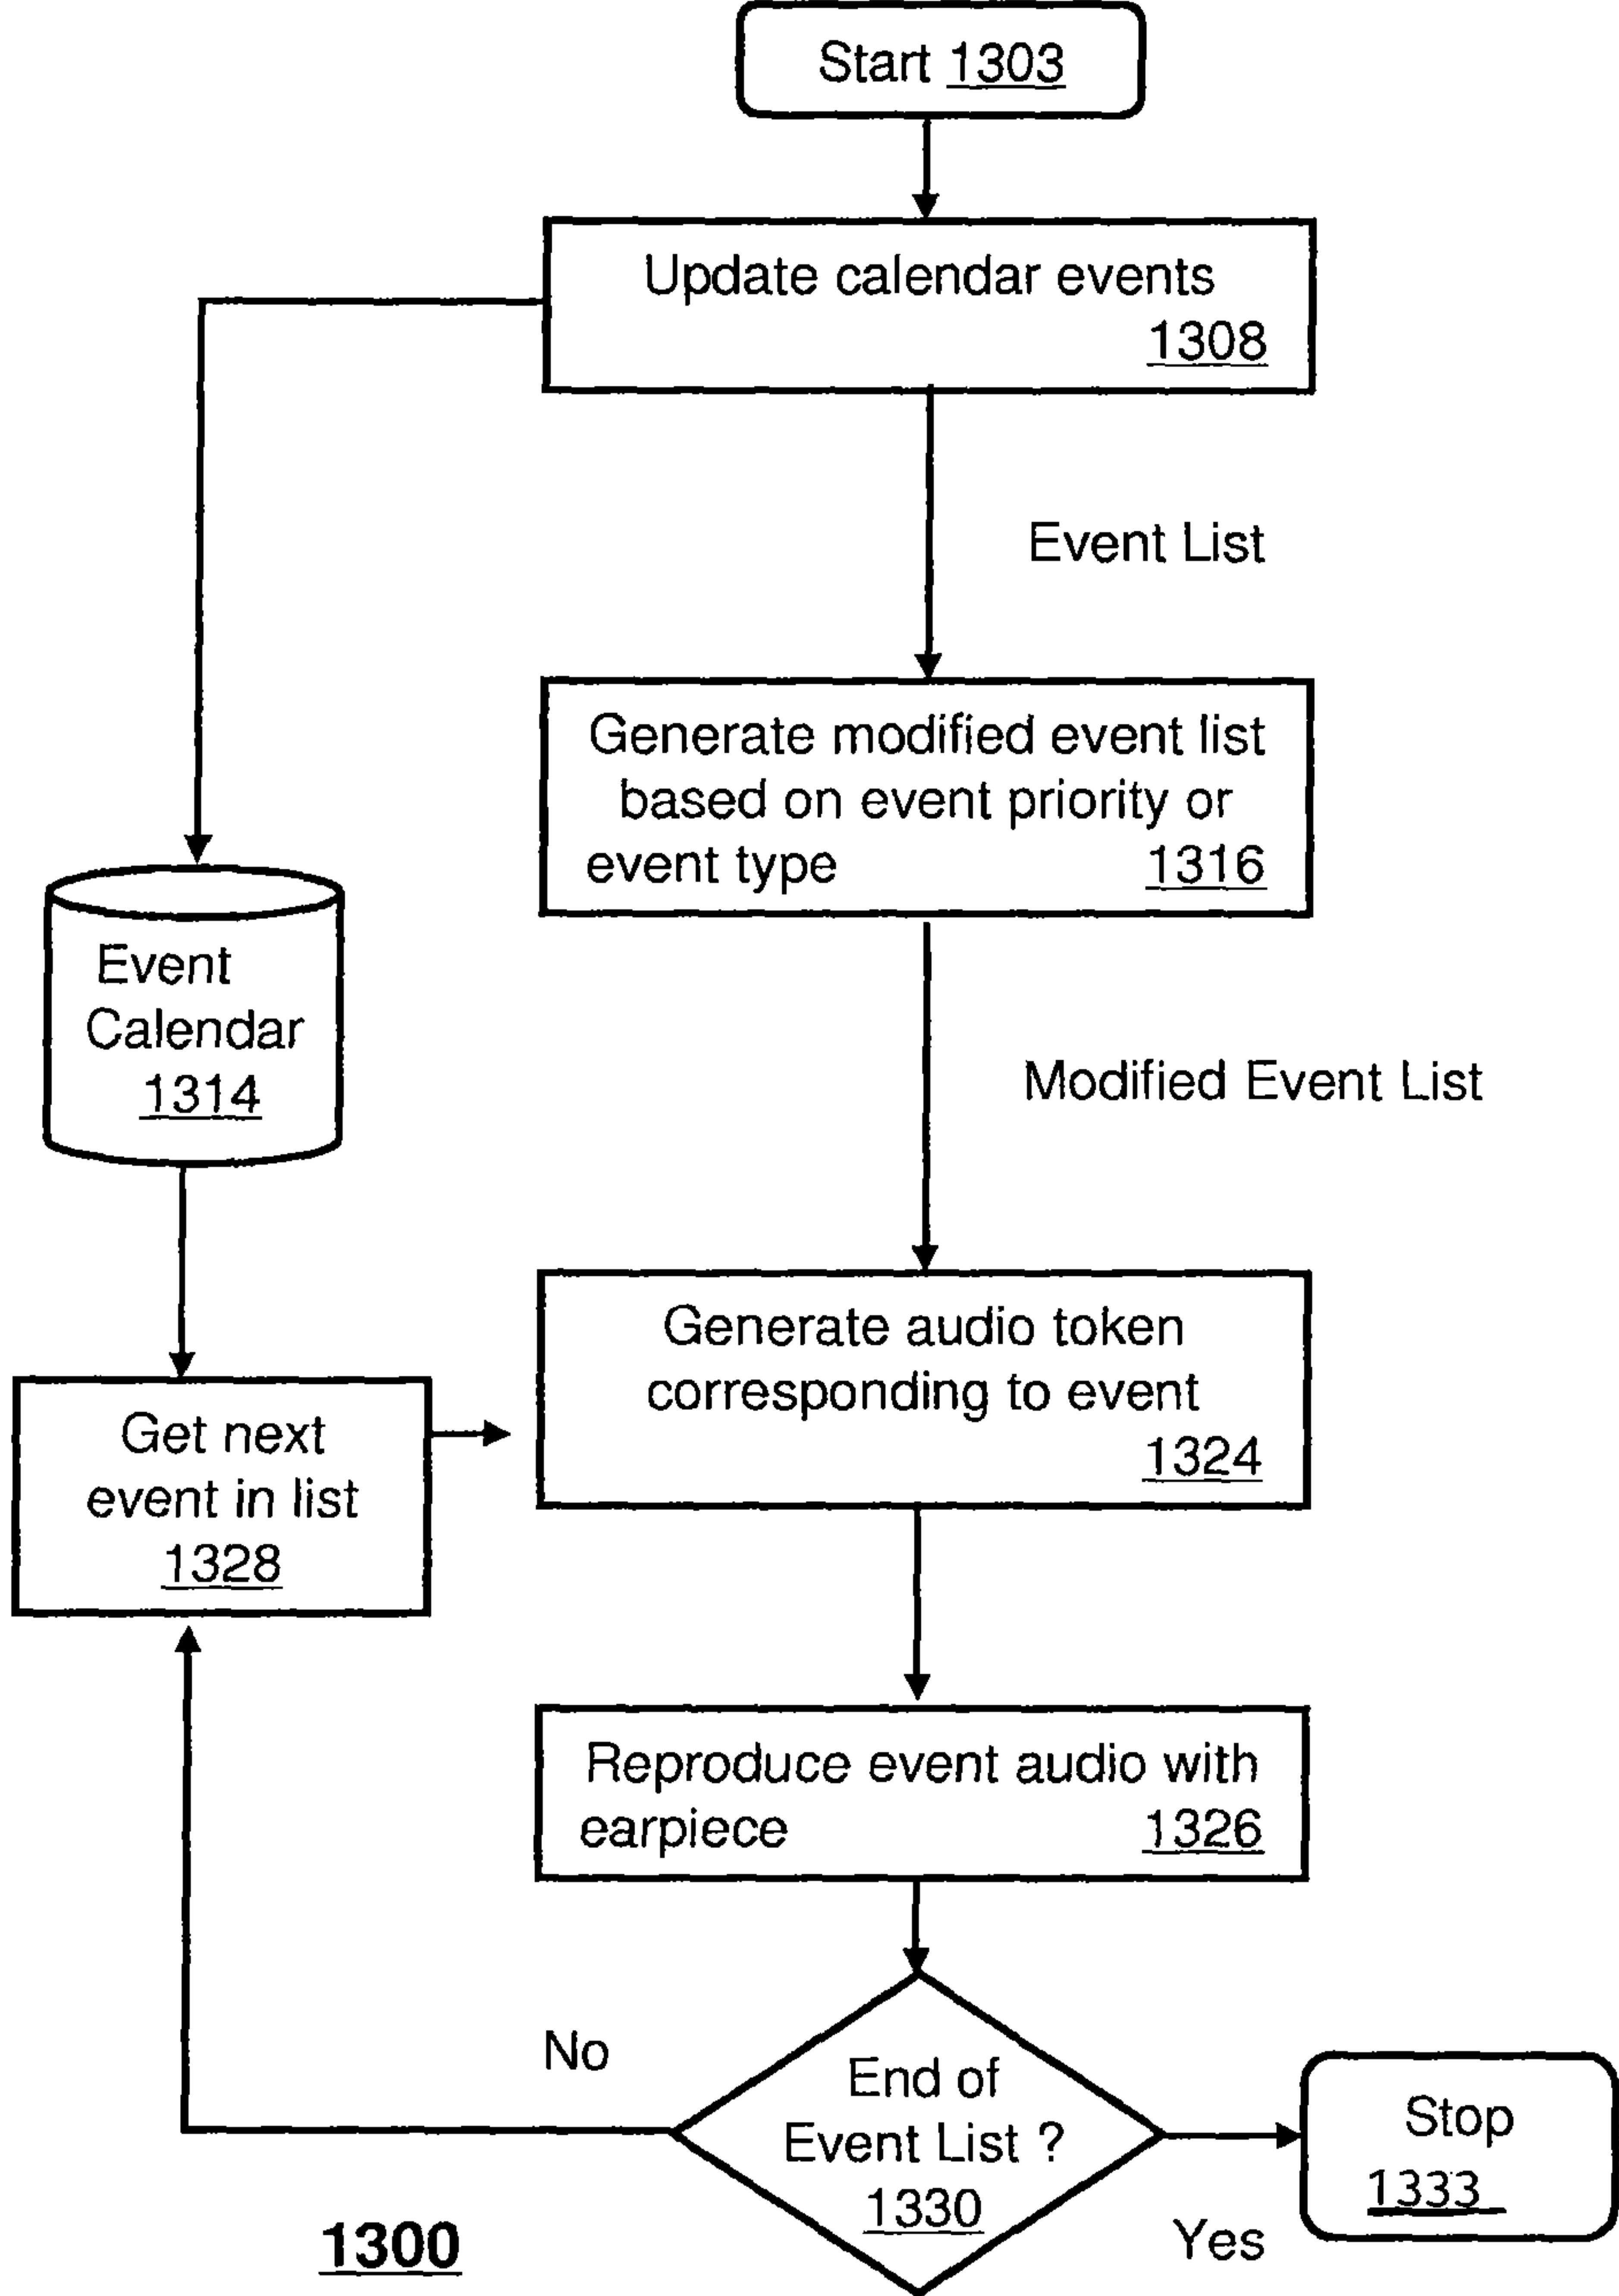 Start 1303
Update calendar events
1308
Event List
Generate modified event list
based on event priority or
event type 1316
Event
Calendar
1314
Modified Event List
Generate audio token
corresponding to event
1324
Get next
event in list
1328
Reproduce event audio with
earpiece 1326
No
End of
Event List ?
1330
Stop
1333
Yes
1300